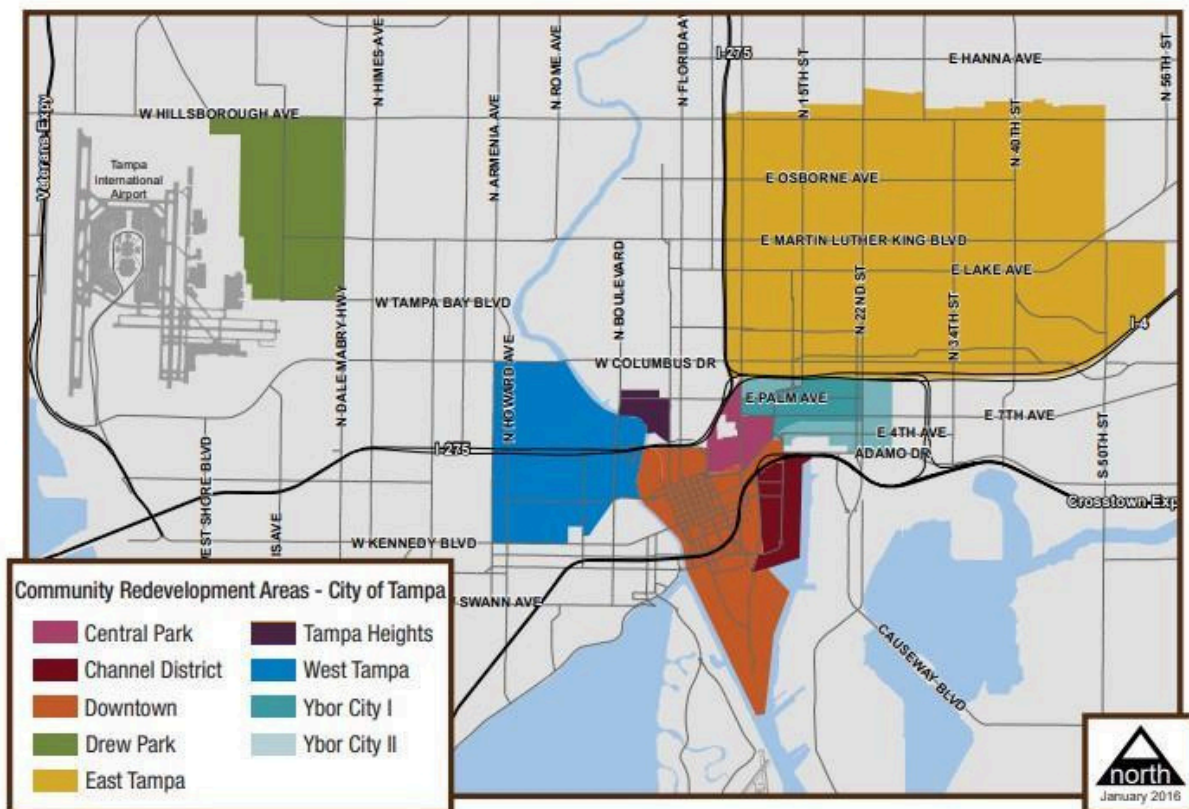 I-275
E HANNA AVE
N HIMES AVE
N ROME AVE
N FLORIDA AV
N 15TH ST
N 56TH ST
W HILLSBOROUGH AVE
Veterans Expy
Tampa
International
Airport
N ARMENIA AVE
N 40TH ST
E OSBORNE AVE
E MARTIN LUTHER KING BLVD
E LAKE AVE
N BOULEVARD
W TAMPA BAY BLVD
N 22ND ST
N 34TH ST
I-4
N DALE MABRY HWY
N HOWARD AVE
W COLUMBUS DR
E PALM AVE
E 7TH AVE
I-275
E 4TH AVE
ADAMO DR
S 50TH ST
Crosstown Exp
EST SHORE BLVD
IS AVE
W KENNEDY BLVD
SWANN AVE
CAUSEWAY BLVD
Community Redevelopment Areas - City of Tampa
Central Park
Channel District
Downtown
Drew Park
East Tampa
Tampa Heights
West Tampa
Ybor City I
Ybor City II
north
January 2016